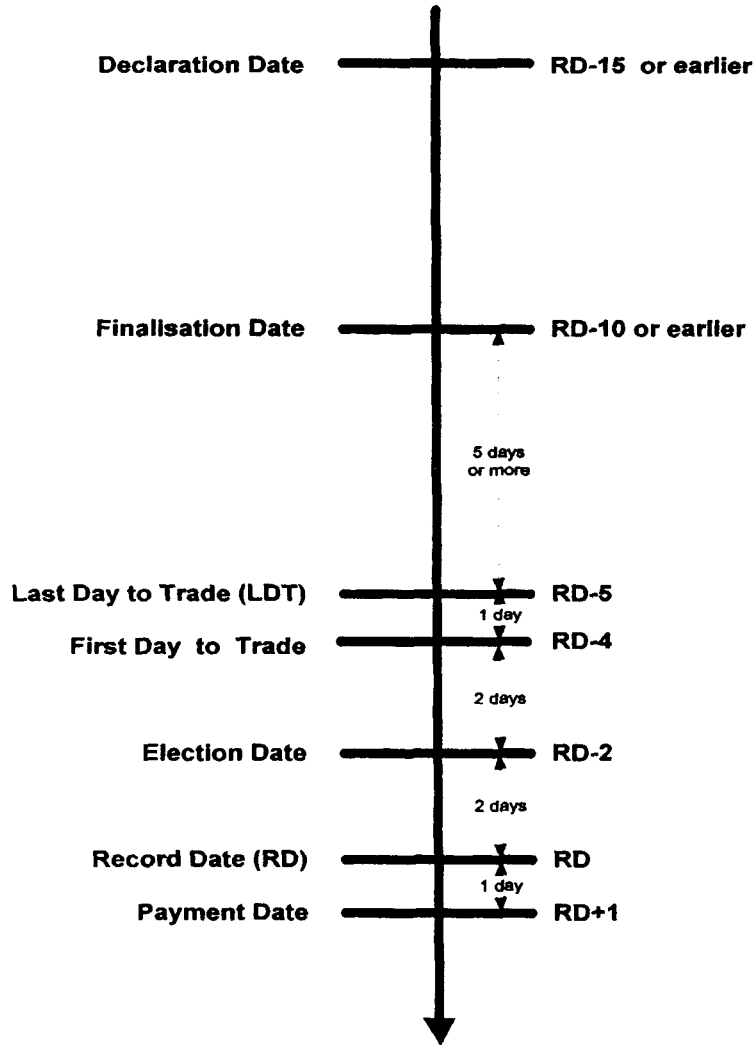 Declaration Date RD-15 or earlier
Finalisation Date RD-10 or earlier
5 days
or more
Last Day to Trade (LDT) RD-5
1 day
First Day to Trade RD-4
2 days
Election Date RD-2
2 days
Record Date (RD) RD
1 day
Payment Date RD+1